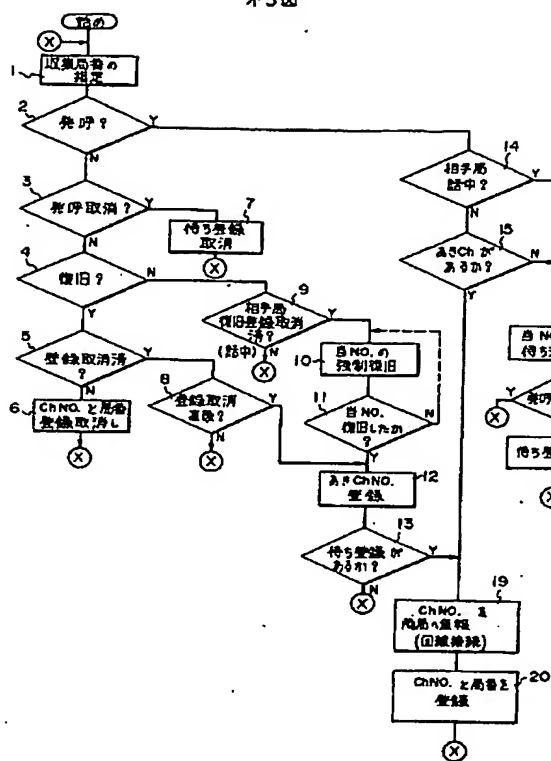 第3図
始め
X
1
収集局番の
指定
2
発呼?
Y
N
3
発呼取消?
Y
N
7
待ち登録
取消
X
4
復旧?
N
Y
9
相手局
復旧登録取消
済?
Y
(話中)
N
X
5
登録取消済
?
Y
N
10
当NO.の
強制復旧
6
ChNO.と局番
登録取消し
X
8
登録取消
?
Y
N
X
11
当NO.
復旧したか
?
N
Y
12
あきChNO.
登録
13
待ち登録が
あるか?
Y
N
X
14
相手局
話中?
Y
N
15
あきChが
あるか?
N
Y
当NO
待ち
発呼
Y
X
待ち登
X
19
ChNO.を
両局へ
(回線接続)
20
ChNO.と局番を
登録
X